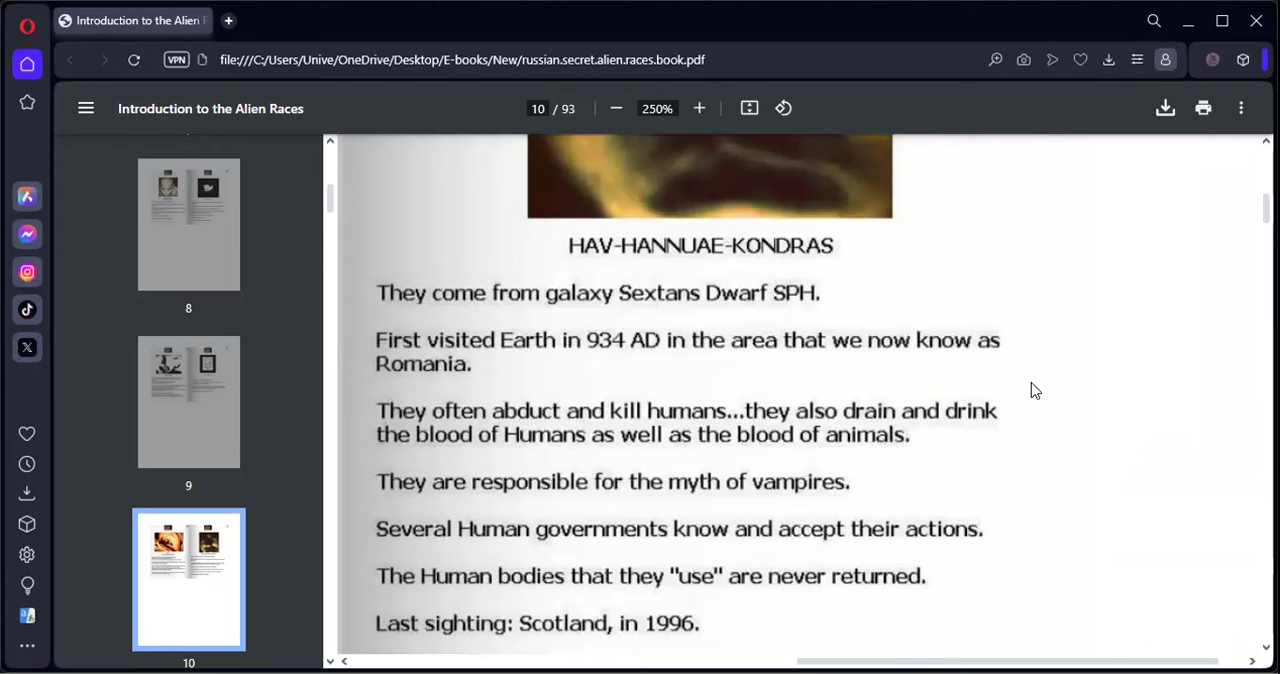 Introduction to the Alien R
VPN
file:///C:/Users/Unive/OneDrive/Desktop/E-books/New/russian.secret.alien.races.book.pdf
Introduction to the Alien Races
10 / 93
250%
8
9
10
HAV-HANNUAE-KONDRAS
They come from galaxy Sextans Dwarf SPH.
First visited Earth in 934 AD in the area that we now know as
Romania.
They often abduct and kill humans...they also drain and drink
the blood of Humans as well as the blood of animals.
They are responsible for the myth of vampires.
Several Human governments know and accept their actions.
The Human bodies that they "use" are never returned.
Last sighting: Scotland, in 1996.